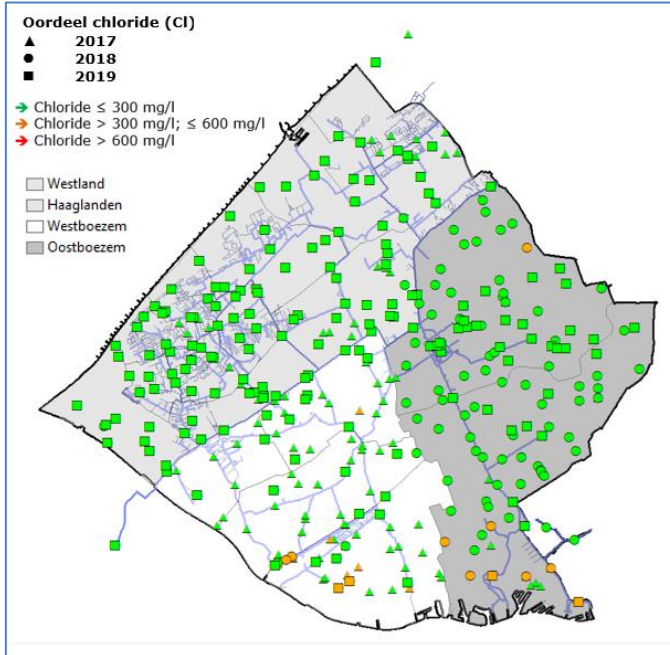 Oordeel chloride (Cl)
2017
2018
2019
Chloride ≤ 300 mg/l
Chloride > 300 mg/l; ≤ 600 mg/l
Chloride > 600 mg/l
Westland
Haaglanden
Westboezem
Oostboezem